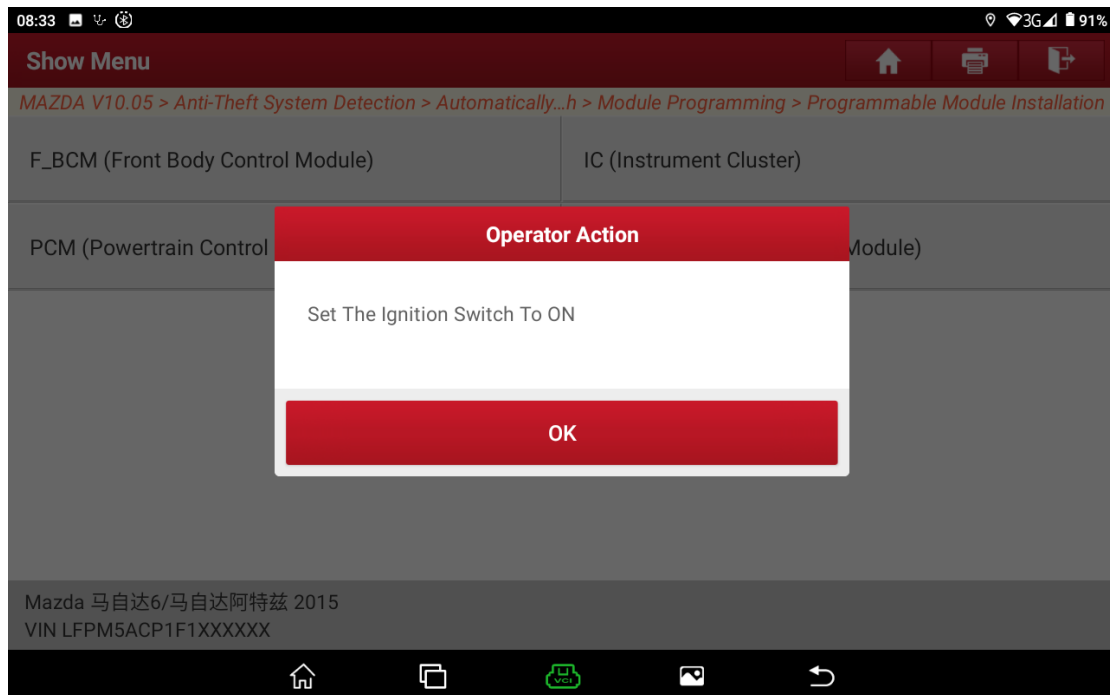 08:33
3G 91%
Show Menu
MAZDA V10.05 > Anti-Theft System Detection > Automatically...h > Module Programming > Programmable Module Installation
F_BCM (Front Body Control Module)
IC (Instrument Cluster)
PCM (Powertrain Control
Module)
Operator Action
Set The Ignition Switch To ON
OK
Mazda 马自达6/马自达阿特兹 2015
VIN LFPM5ACP1F1XXXXXX
VCI